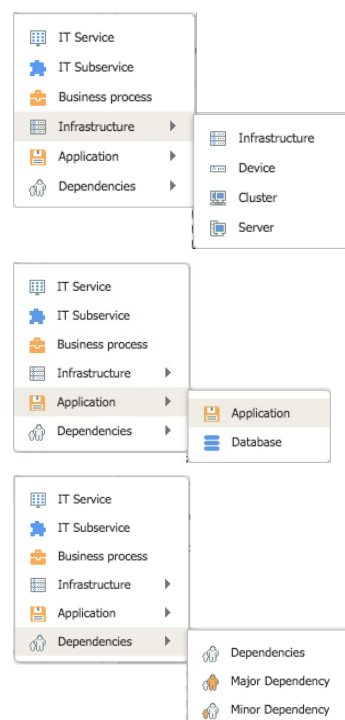 IT Service
IT Subservice
Business process
Infrastructure
Application
Dependencies
Infrastructure
Device
Cluster
Server
IT Service
IT Subservice
Business process
Infrastructure
Application
Dependencies
Application
Database
IT Service
IT Subservice
Business process
Infrastructure
Application
Dependencies
Dependencies
Major Dependency
Minor Dependency